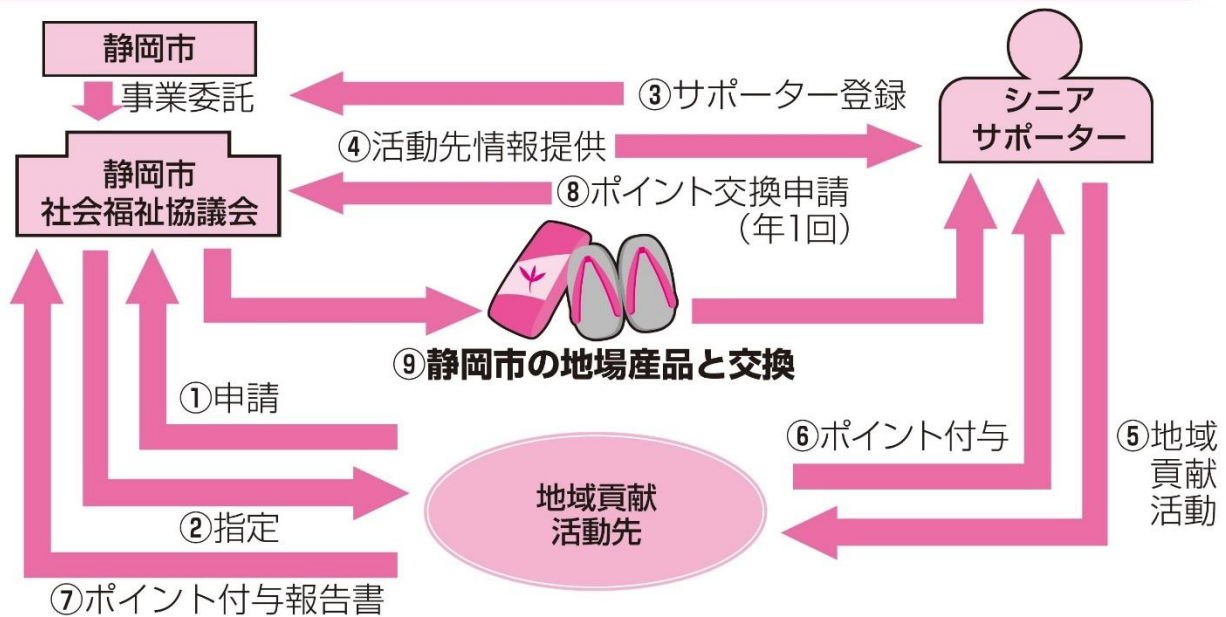 静岡市
事業委託
静岡市
社会福祉協議会
③サポーター登録
④活動先情報提供
⑧ポイント交換申請
(年1回)
シニア
サポーター
⑨静岡市の地場産品と交換
①申請
②指定
⑦ポイント付与報告書
地域貢献
活動先
⑥ポイント付与
⑤地域
貢献
活動